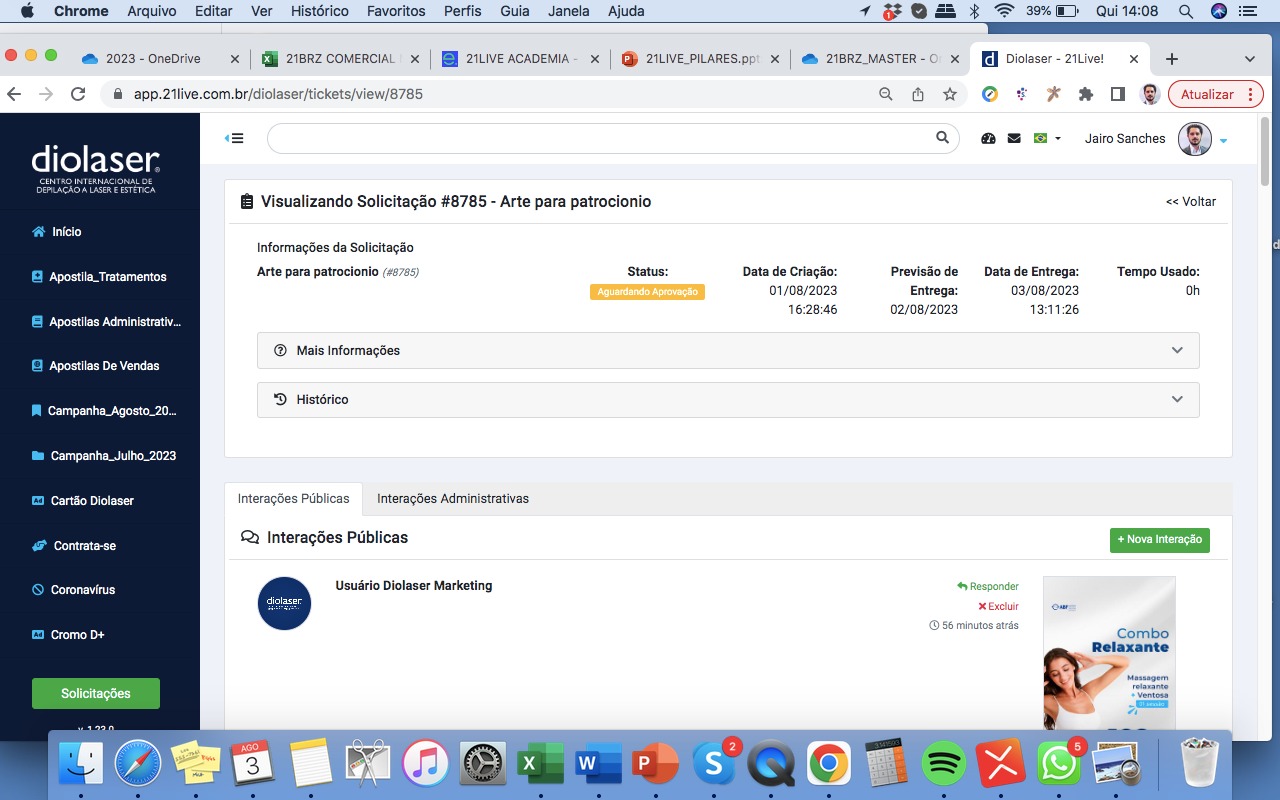 Chrome Arquivo Editar Ver Histórico Favoritos Perfis Guia Janela Ajuda 1 39% Qui 14:08
2023 - OneDrive 21BRZ COMERCIAL 21LIVE ACADEMIA - 21LIVE_PILARES.ppt 21BRZ_MASTER - O Diolaser - 21Live!
app.21live.com.br/diolaser/tickets/view/8785 Atualizar
diolaser
CENTRO INTERNACIONAL DE
DEPILAÇÃO A LASER E ESTÉTICA
Jairo Sanches
Início
Apostila_Tratamentos
Apostilas Administrativ...
Apostilas De Vendas
Campanha_Agosto_20...
Campanha_Julho_2023
Cartão Diolaser
Contrata-se
Coronavírus
Cromo D+
Solicitações
v. 1.23.0
Visualizando Solicitação #8785 - Arte para patrocionio << Voltar
Informações da Solicitação
Arte para patrocionio (#8785)
Status:
Aguardando Aprovação
Data de Criação:
01/08/2023
16:28:46
Previsão de
Entrega:
02/08/2023
Data de Entrega:
03/08/2023
13:11:26
Tempo Usado:
0h
Mais Informações
Histórico
Interações Públicas Interações Administrativas
Interações Públicas + Nova Interação
diolaser
Usuário Diolaser Marketing
Responder
Excluir
56 minutos atrás
ABF
Combo
Relaxante
Massagem
relaxante
+ Ventosa
AGO
3
2
5